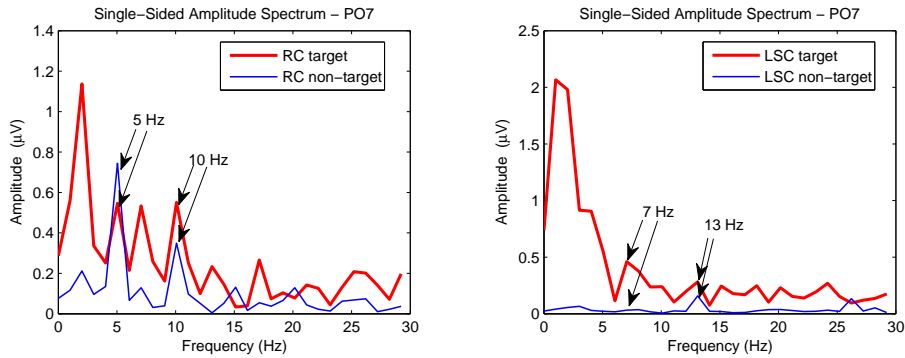 Single−Sided Amplitude Spectrum − PO7
1.4
1.2
1
0.8
0.6
0.4
0.2
0
Amplitude (μV)
RC target
RC non−target
5 Hz
10 Hz
0 5 10 15 20 25 30
Frequency (Hz)
Single−Sided Amplitude Spectrum − PO7
2.5
2
1.5
1
0.5
0
Amplitude (μV)
LSC target
LSC non−target
7 Hz
13 Hz
0 5 10 15 20 25 30
Frequency (Hz)